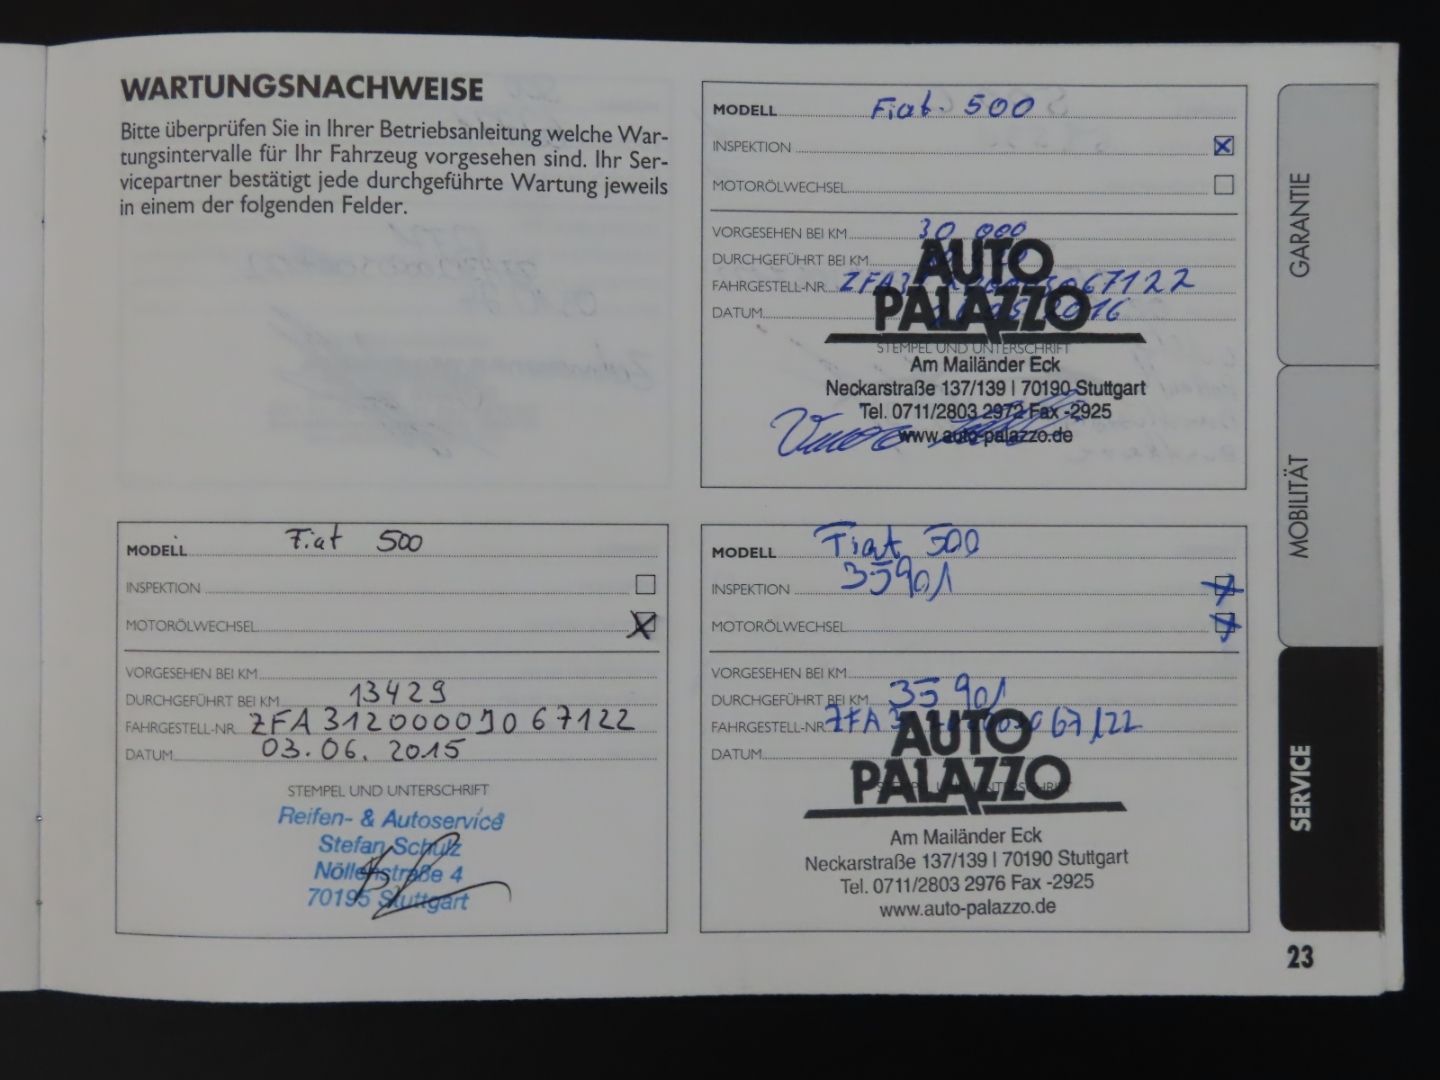 WARTUNGSNACHWEISE
Bitte überprüfen Sie in Ihrer Betriebsanleitung welche War-
tungsintervalle für Ihr Fahrzeug vorgesehen sind. Ihr Ser-
vicepartner bestätigt jede durchgeführte Wartung jeweils
in einem der folgenden Felder.
MODELL Fiat 500
INSPEKTION
MOTORÖLWECHSEL
VORGESEHEN BEI KM 30 000
DURCHGEFÜHRT BEI KM
FAHRGESTELL-NR. 067122
DATUM 2016
STEMPEL UND UNTERSCHRIFT
AUTO
PALAZZO
Am Mailänder Eck
Neckarstraße 137/139 | 70190 Stuttgart
Tel. 0711/2803 2972 Fax -2925
www.auto-palazzo.de
MODELL Fiat 500
INSPEKTION
MOTORÖLWECHSEL
VORGESEHEN BEI KM
DURCHGEFÜHRT BEI KM 13429
FAHRGESTELL-NR. ZFA3120000J067122
DATUM 03.06.2015
STEMPEL UND UNTERSCHRIFT
Reifen- & Autoservice
Stefan Schulz
Nöllenstraße 4
70195 Stuttgart
MODELL Fiat 500
INSPEKTION 35901
MOTORÖLWECHSEL
VORGESEHEN BEI KM
DURCHGEFÜHRT BEI KM 35901
FAHRGESTELL-NR. 067122
DATUM
AUTO
PALAZZO
Am Mailänder Eck
Neckarstraße 137/139 | 70190 Stuttgart
Tel. 0711/2803 2976 Fax -2925
www.auto-palazzo.de
GARANTIE
MOBILITÄT
SERVICE
23